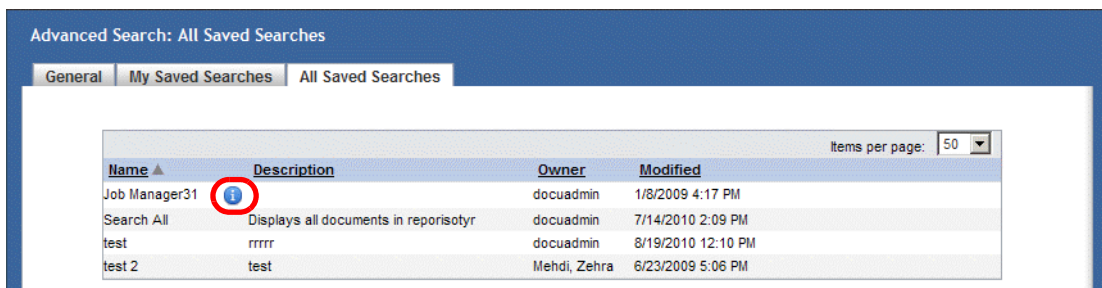 Advanced Search: All Saved Searches
General My Saved Searches All Saved Searches
Items per page: 50
Name Description Owner Modified
Job Manager31 i docuadmin 1/8/2009 4:17 PM
Search All Displays all documents in reporisotyr docuadmin 7/14/2010 2:09 PM
test rrrrr docuadmin 8/19/2010 12:10 PM
test 2 test Mehdi, Zehra 6/23/2009 5:06 PM